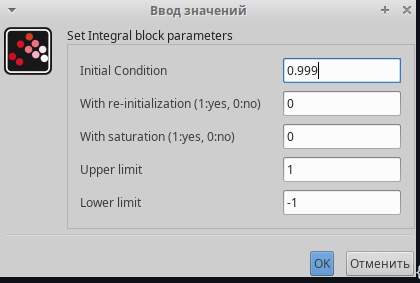 Ввод значений
Set Integral block parameters
Initial Condition 0.999
With re-initialization (1:yes, 0:no) 0
With saturation (1:yes, 0:no) 0
Upper limit 1
Lower limit -1
OK Отменить